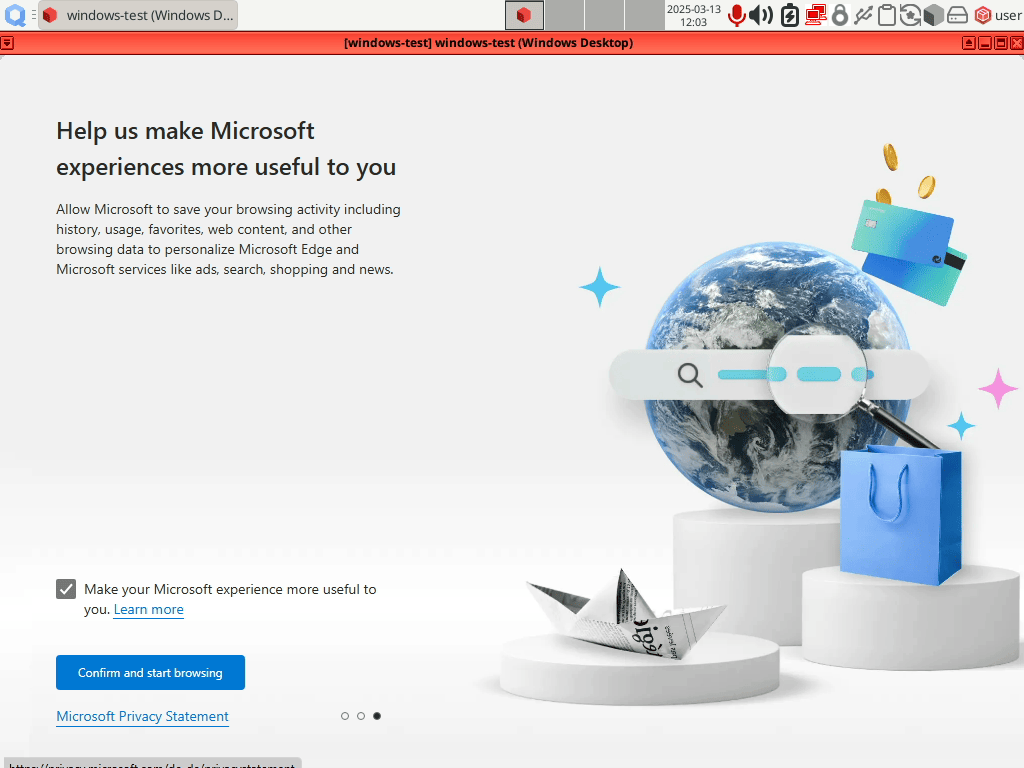 windows-test (Windows D...
2025-03-13
12:03
user
[windows-test] windows-test (Windows Desktop)
Help us make Microsoft
experiences more useful to you
Allow Microsoft to save your browsing activity including
history, usage, favorites, web content, and other
browsing data to personalize Microsoft Edge and
Microsoft services like ads, search, shopping and news.
Make your Microsoft experience more useful to
you. Learn more
Confirm and start browsing
Microsoft Privacy Statement
https://privacy.microsoft.com/de-de/privacystatement